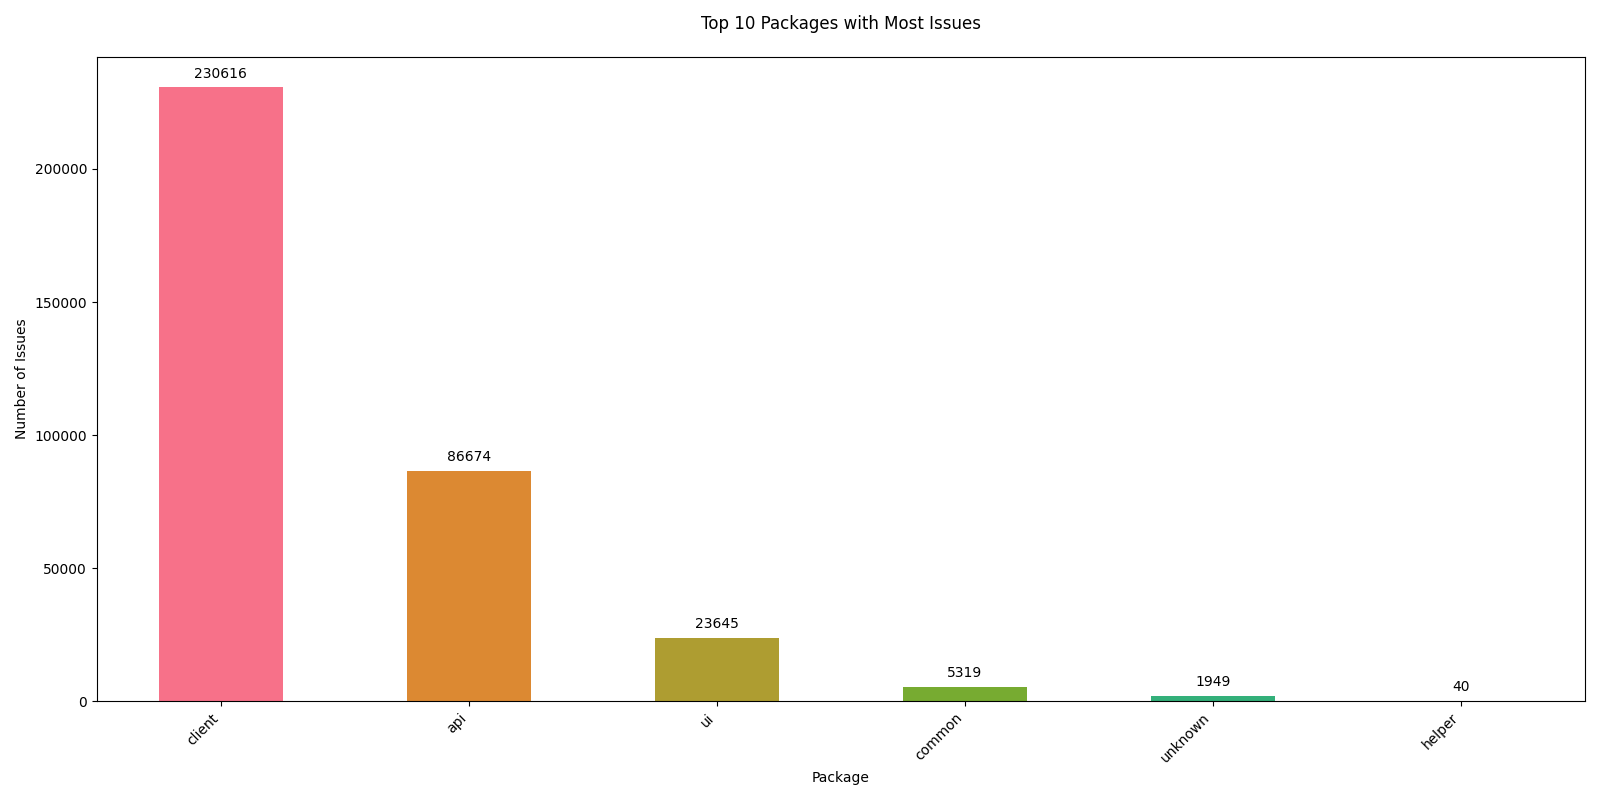 Top 10 Packages with Most Issues
Number of Issues
200000
150000
100000
50000
0
230616
86674
23645
5319
1949
40
client
api
ui
common
unknown
helper
Package